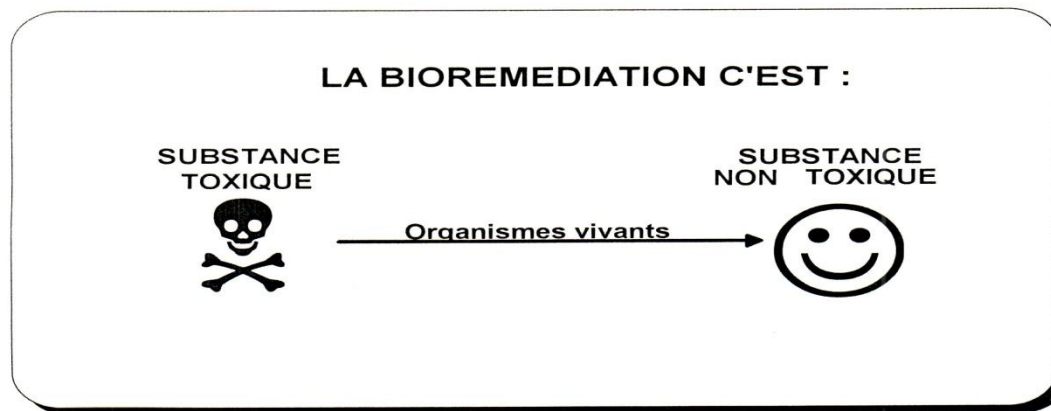 LA BIOREMEDIATION C'EST :
SUBSTANCE
TOXIQUE
Organismes vivants
SUBSTANCE
NON TOXIQUE